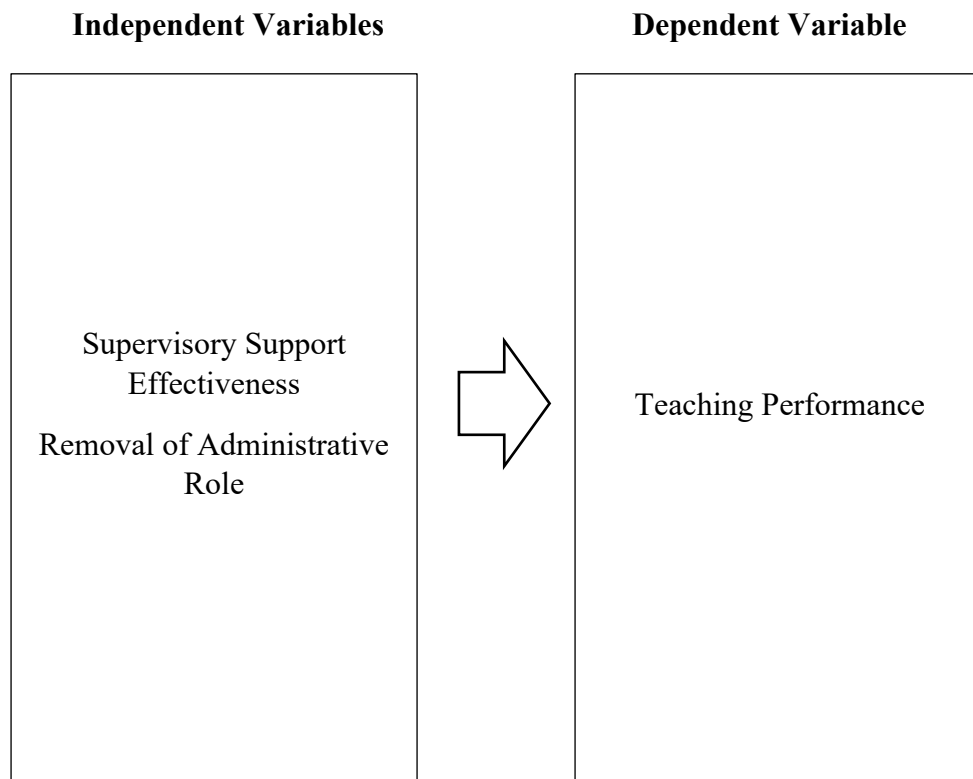 Independent Variables
Dependent Variable
Supervisory Support
Effectiveness
Removal of Administrative
Role
Teaching Performance